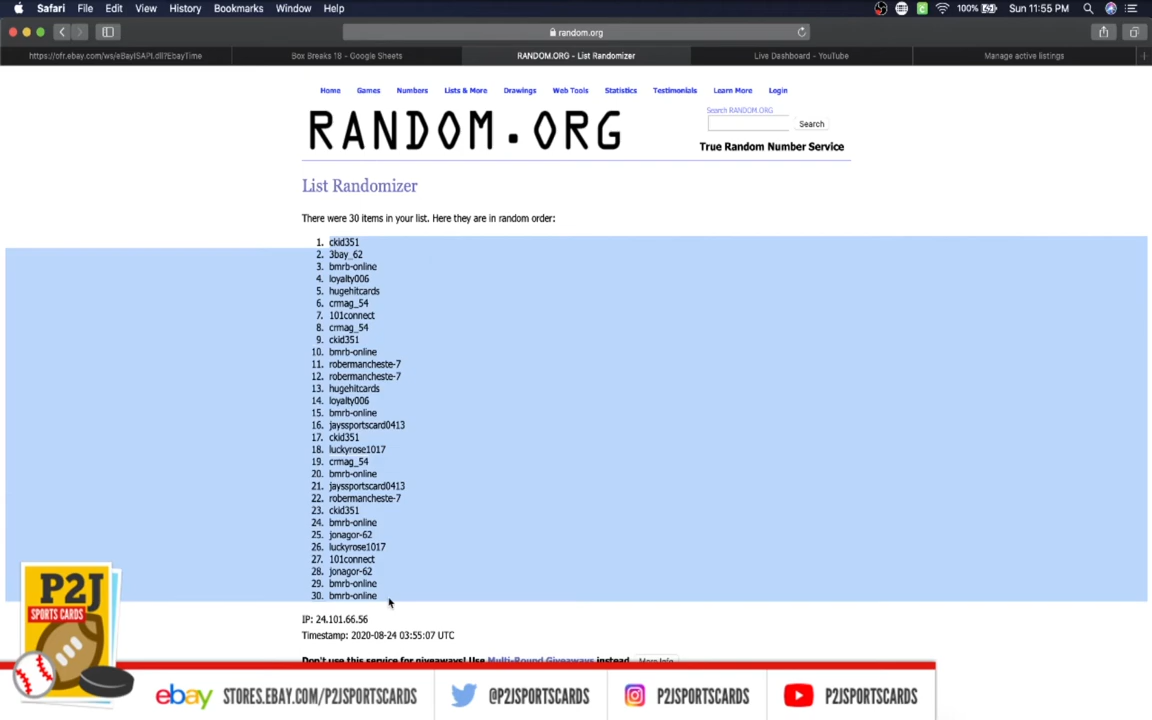 Safari File Edit View History Bookmarks Window Help 100% Sun 11:55 PM
random.org
https://ofr.ebay.com/ws/eBayISAPI.dll?EbayTime Box Breaks 18 - Google Sheets RANDOM.ORG - List Randomizer Live Dashboard - YouTube Manage active listings
Home Games Numbers Lists & More Drawings Web Tools Statistics Testimonials Learn More Login
Search RANDOM.ORG
RANDOM.ORG
Search
True Random Number Service
List Randomizer
There were 30 items in your list. Here they are in random order:
1. ckid351
2. 3bay_62
3. bmrb-online
4. loyalty006
5. hugehitcards
6. crmag_54
7. 101connect
8. crmag_54
9. ckid351
10. bmrb-online
11. robermancheste-7
12. robermancheste-7
13. hugehitcards
14. loyalty006
15. bmrb-online
16. jayssportscard0413
17. ckid351
18. luckyrose1017
19. crmag_54
20. bmrb-online
21. jayssportscard0413
22. robermancheste-7
23. ckid351
24. bmrb-online
25. jonagor-62
26. luckyrose1017
27. 101connect
28. jonagor-62
29. bmrb-online
30. bmrb-online
IP: 24.101.66.56
Timestamp: 2020-08-24 03:55:07 UTC
Don't use this service for giveaways! Use Multi-Round Giveaways instead More Info
P2J
SPORTS CARDS
ebay STORES.EBAY.COM/P2JSPORTSCARDS @P2JSPORTSCARDS P2JSPORTSCARDS P2JSPORTSCARDS